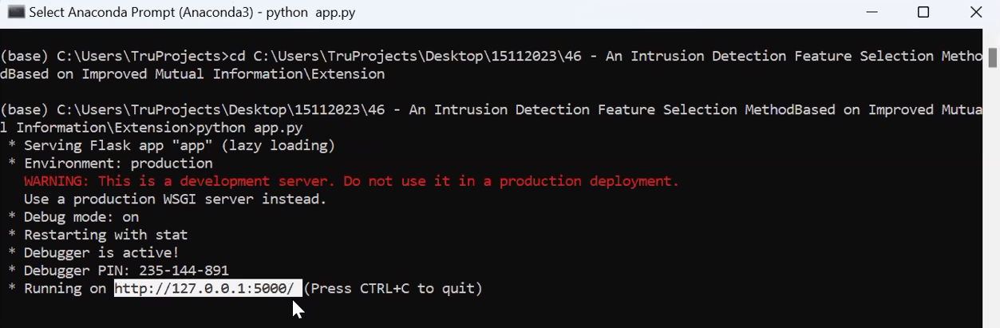 Select Anaconda Prompt (Anaconda3) - python  app.py
(base) C:\Users\TruProjects>cd C:\Users\TruProjects\Desktop\15112023\46 - An Intrusion Detection Feature Selection Metho
dBased on Improved Mutual Information\Extension
(base) C:\Users\TruProjects\Desktop\15112023\46 - An Intrusion Detection Feature Selection MethodBased on Improved Mutua
l Information\Extension>python app.py
 * Serving Flask app "app" (lazy loading)
 * Environment: production
   WARNING: This is a development server. Do not use it in a production deployment.
   Use a production WSGI server instead.
 * Debug mode: on
 * Restarting with stat
 * Debugger is active!
 * Debugger PIN: 235-144-891
 * Running on http://127.0.0.1:5000/ (Press CTRL+C to quit)